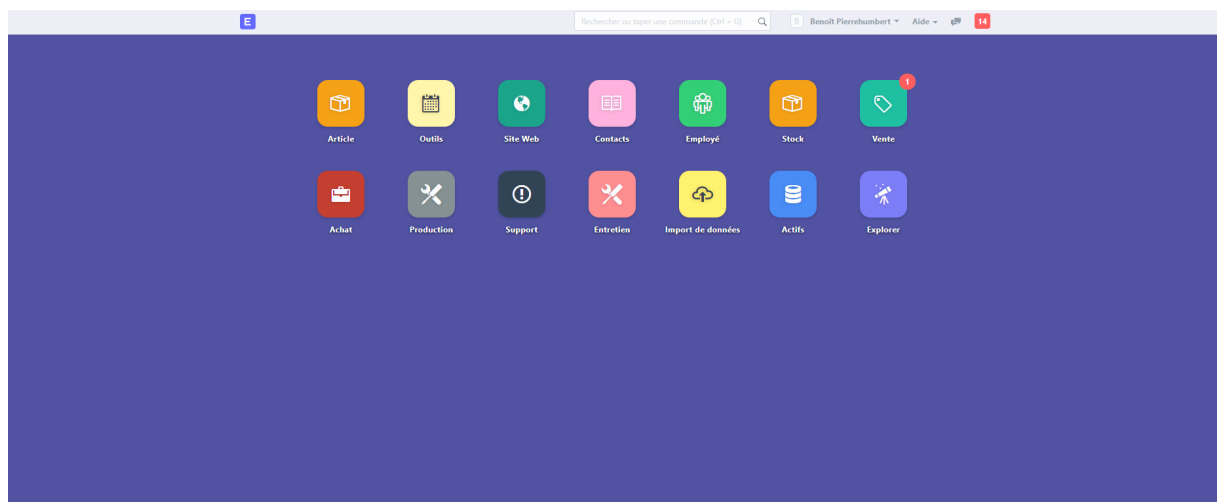 E
Rechercher ou taper une commande (Ctrl + G)
B
Benoît Pierrehumbert
Aide
14
1
Article
Outils
Site Web
Contacts
Employé
Stock
Vente
Achat
Production
Support
Entretien
Import de données
Actifs
Explorer